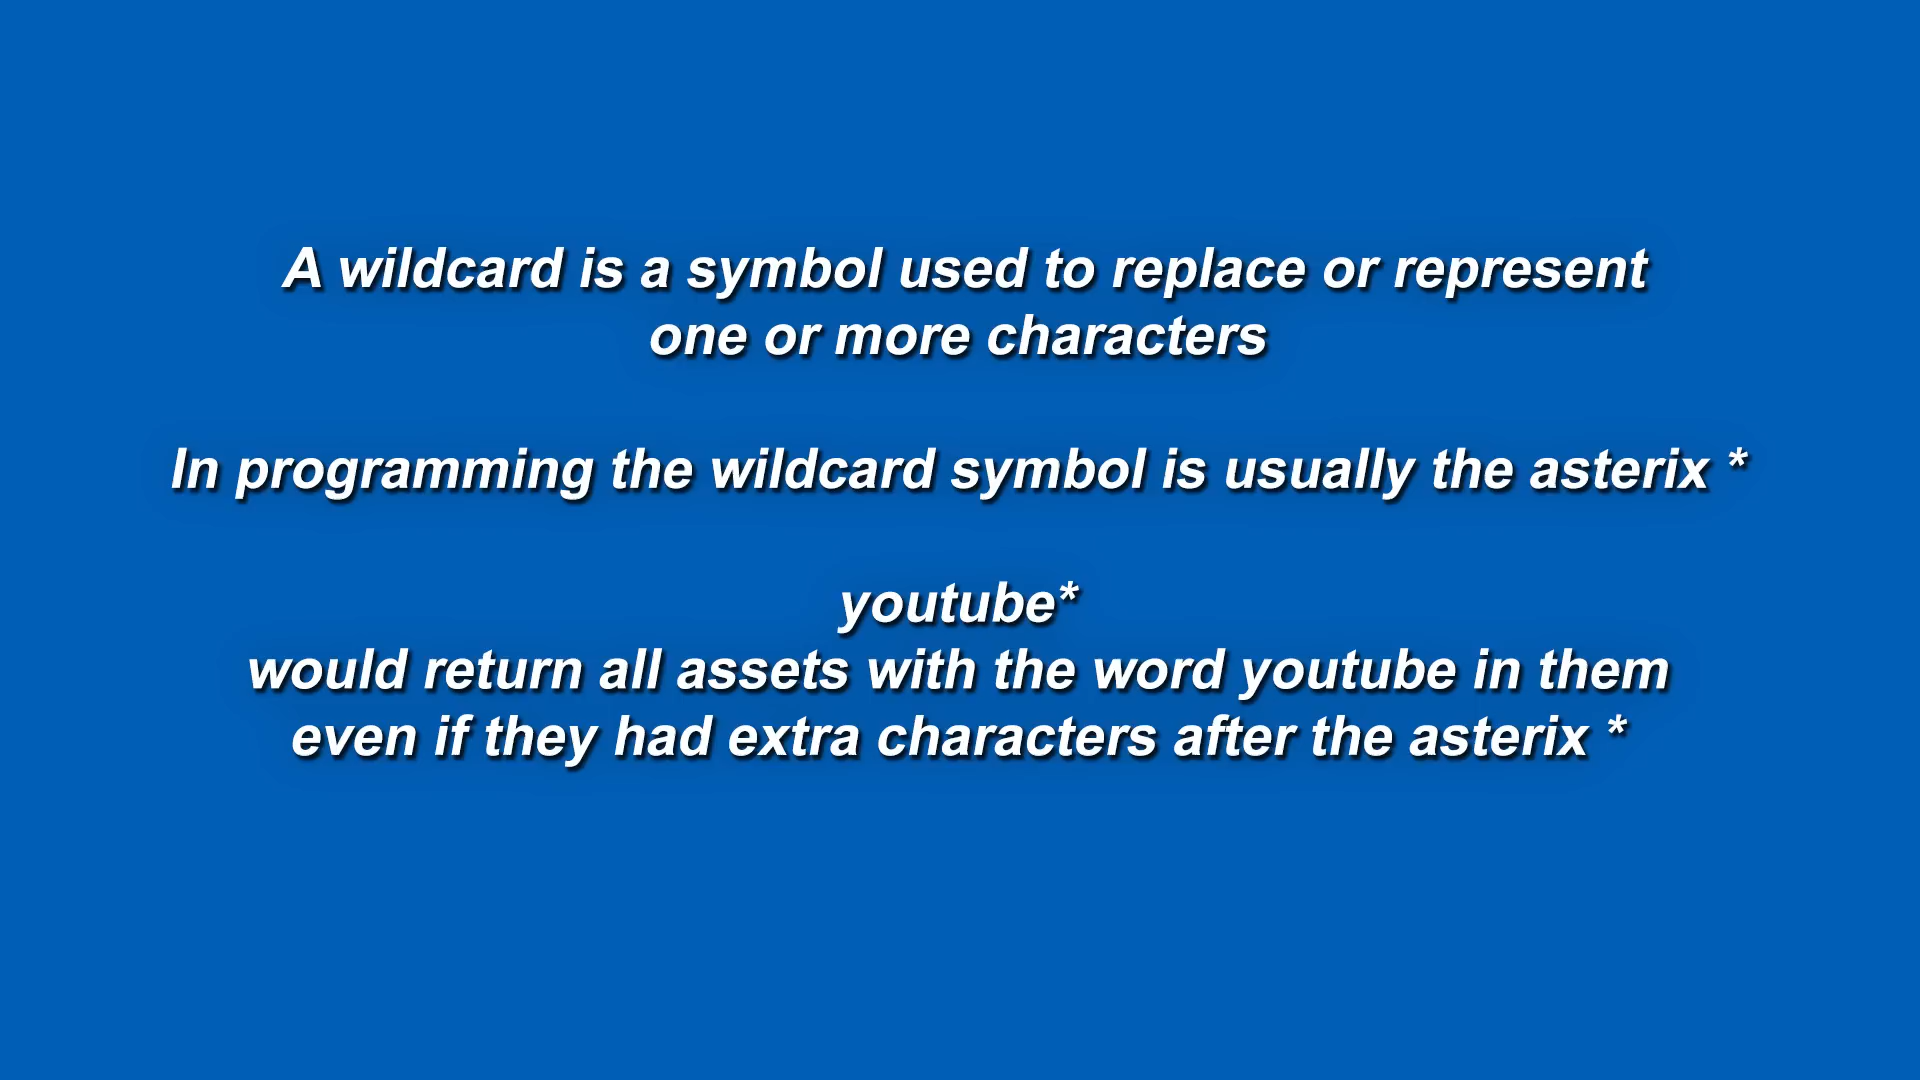 A wildcard is a symbol used to replace or represent
one or more characters
In programming the wildcard symbol is usually the asterix *
youtube*
would return all assets with the word youtube in them
even if they had extra characters after the asterix *